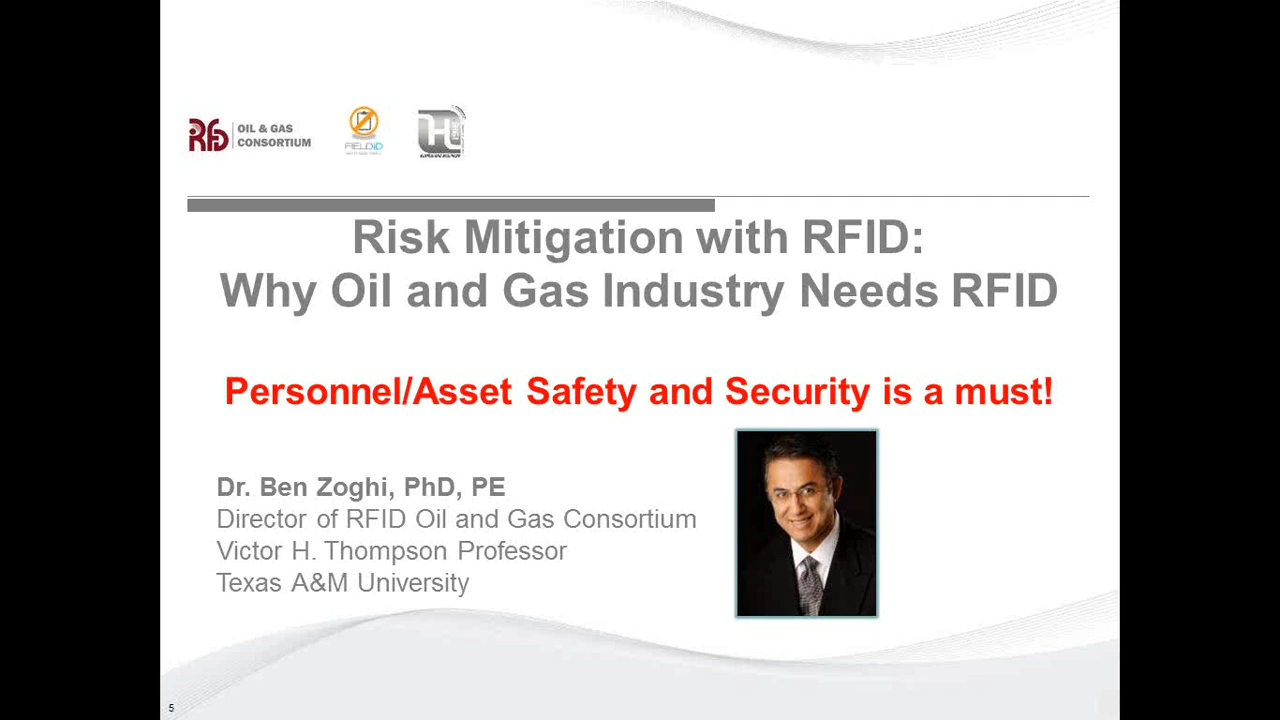 RFD OIL & GAS
CONSORTIUM
FIELDiD
H
Risk Mitigation with RFID:
Why Oil and Gas Industry Needs RFID
Personnel/Asset Safety and Security is a must!
Dr. Ben Zoghi, PhD, PE
Director of RFID Oil and Gas Consortium
Victor H. Thompson Professor
Texas A&M University
5